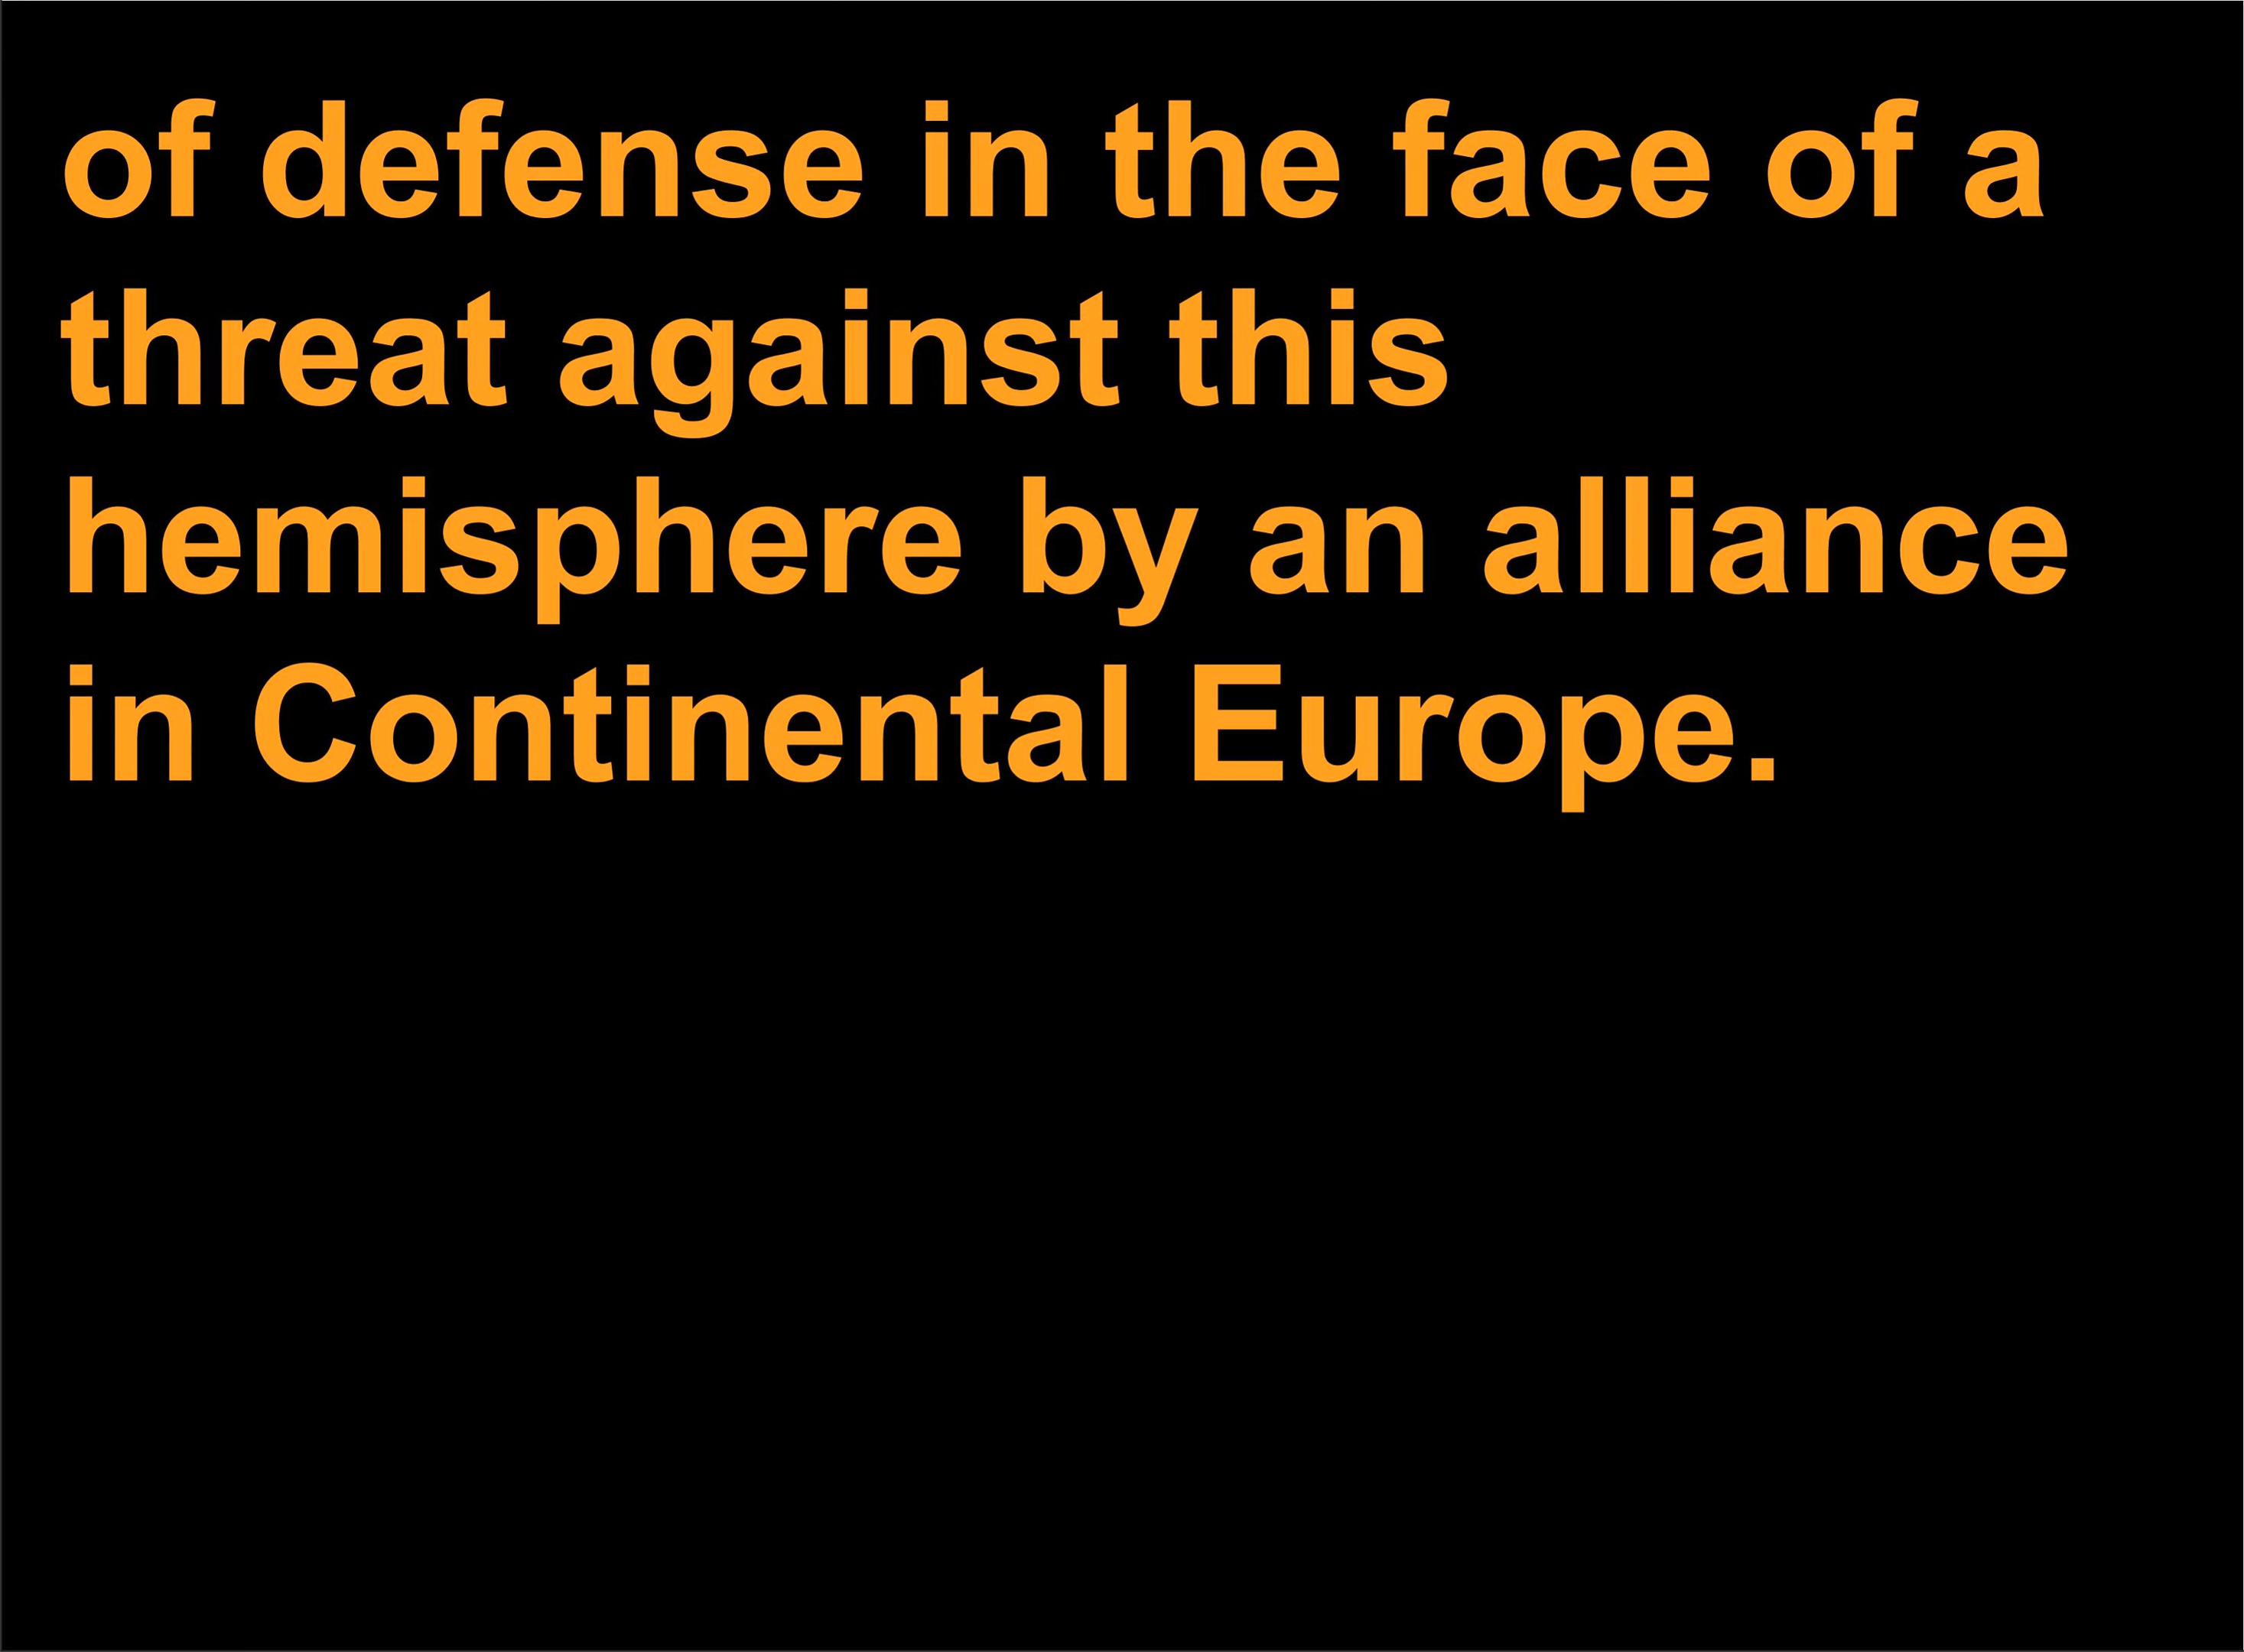 of defense in the face of a
threat against this
hemisphere by an alliance
in Continental Europe.